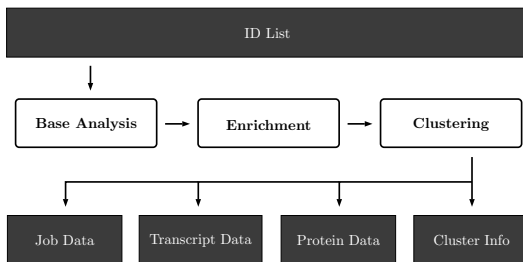 ID List
Base Analysis
Enrichment
Clustering
Job Data
Transcript Data
Protein Data
Cluster Info